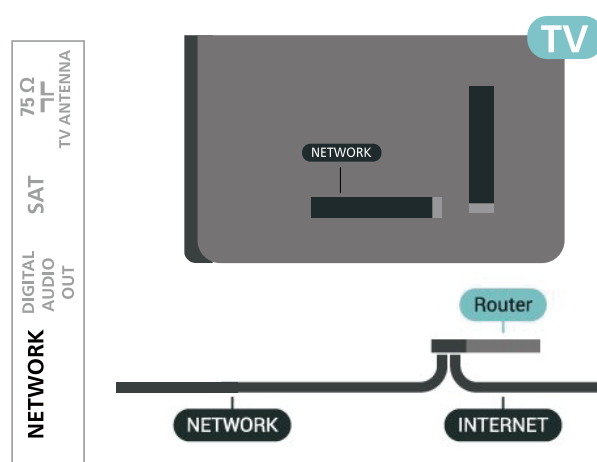 75 Ω
TV ANTENNA
SAT
DIGITAL
AUDIO
OUT
NETWORK
TV
NETWORK
Router
NETWORK
INTERNET